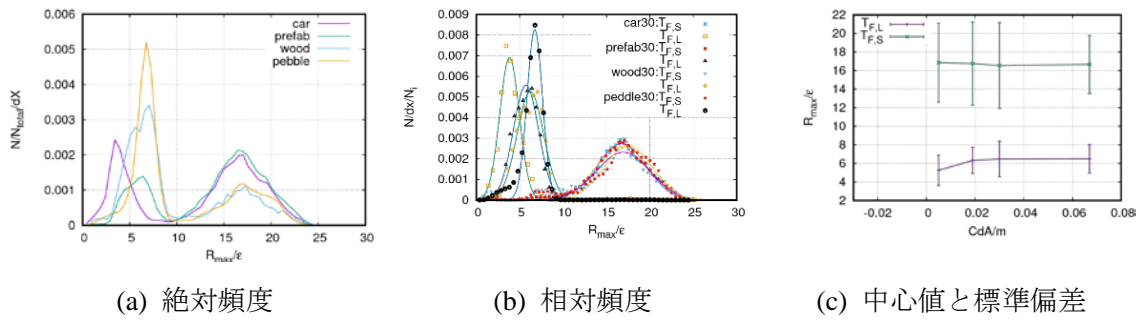 car
prefab
wood
pebble
N/N_total/dX
0.006
0.005
0.004
0.003
0.002
0.001
0
0 5 10 15 20 25 30
R_max/ε
(a) 絶対頻度
car30:T_F,S
T_F,L
prefab30:T_F,S
T_F,L
wood30:T_F,S
T_F,L
peddle30:T_F,S
T_F,L
N/dx/N_i
0.009
0.008
0.007
0.006
0.005
0.004
0.003
0.002
0.001
0
0 5 10 15 20 25 30
R_max/ε
(b) 相対頻度
T_F,L
T_F,S
R_max/ε
22
20
18
16
14
12
10
8
6
4
2
-0.02 0 0.02 0.04 0.06 0.08
CdA/m
(c) 中心値と標準偏差